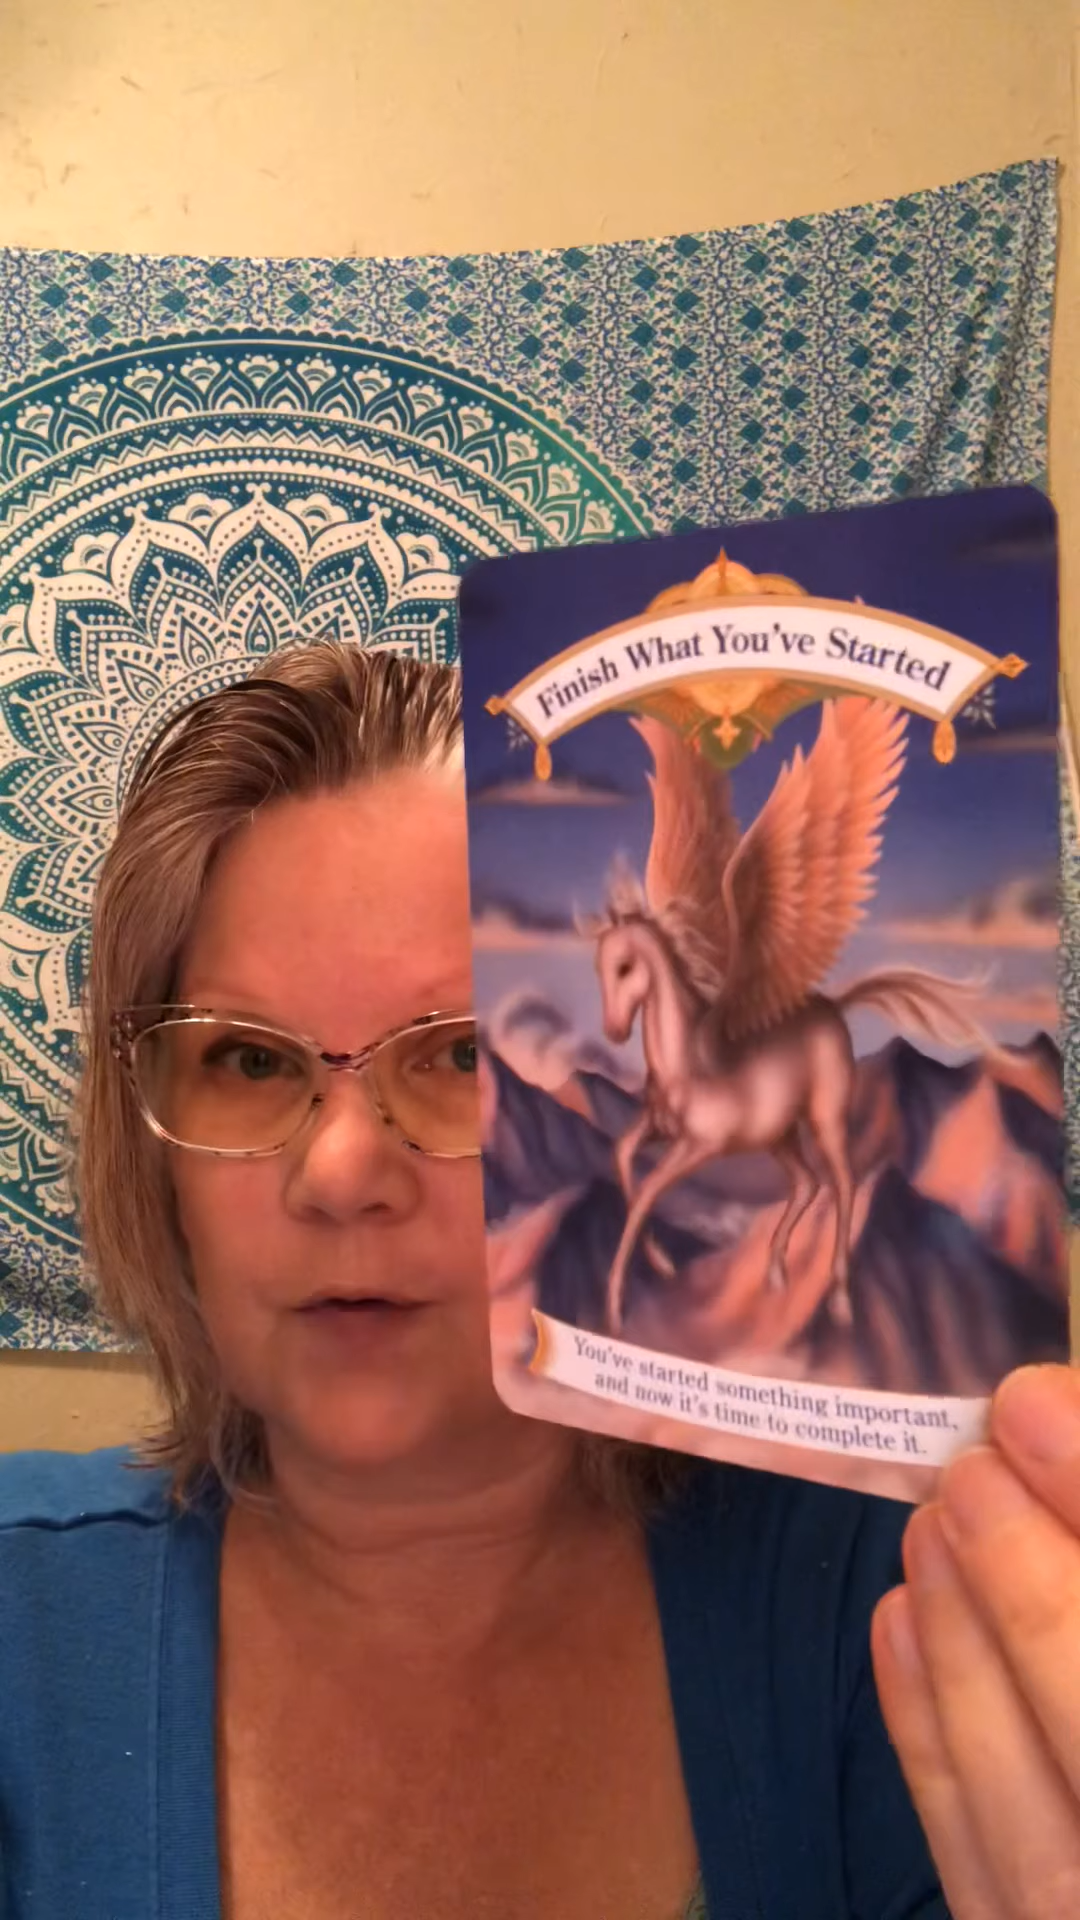 Finish What You've Started
You've started something important,
and now it's time to complete it.